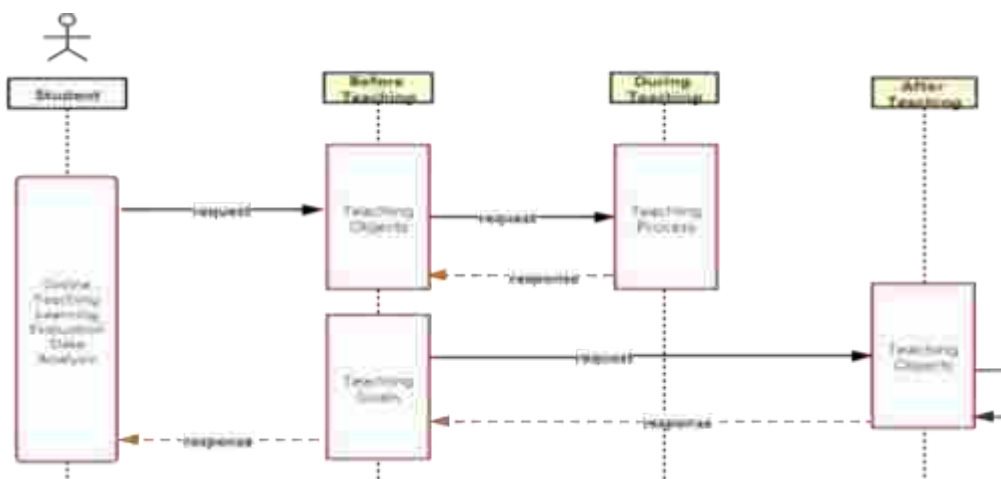 Student
Before
Teaching
During
Teaching
After
Teaching
request
Teaching
Objects
request
Teaching
Process
response
Online
Teaching
Learning
Evaluation
Data
Analysis
Teaching
Goals
request
Teaching
Objects
response
response